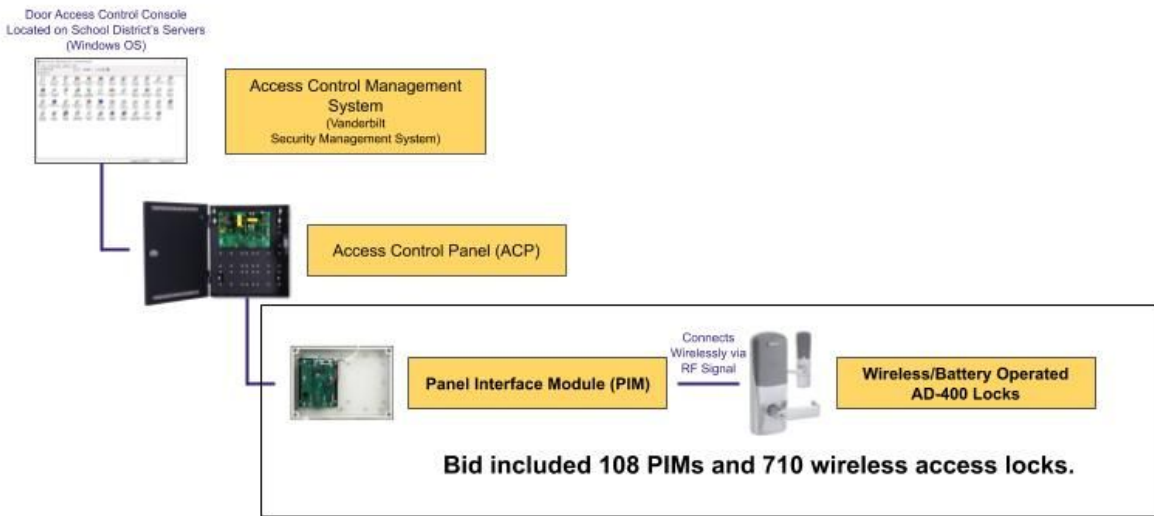 Door Access Control Console
Located on School District's Servers
(Windows OS)
Access Control Management
System
(Vanderbilt
Security Management System)
Access Control Panel (ACP)
Panel Interface Module (PIM)
Connects
Wirelessly via
RF Signal
Wireless/Battery Operated
AD-400 Locks
Bid included 108 PIMs and 710 wireless access locks.